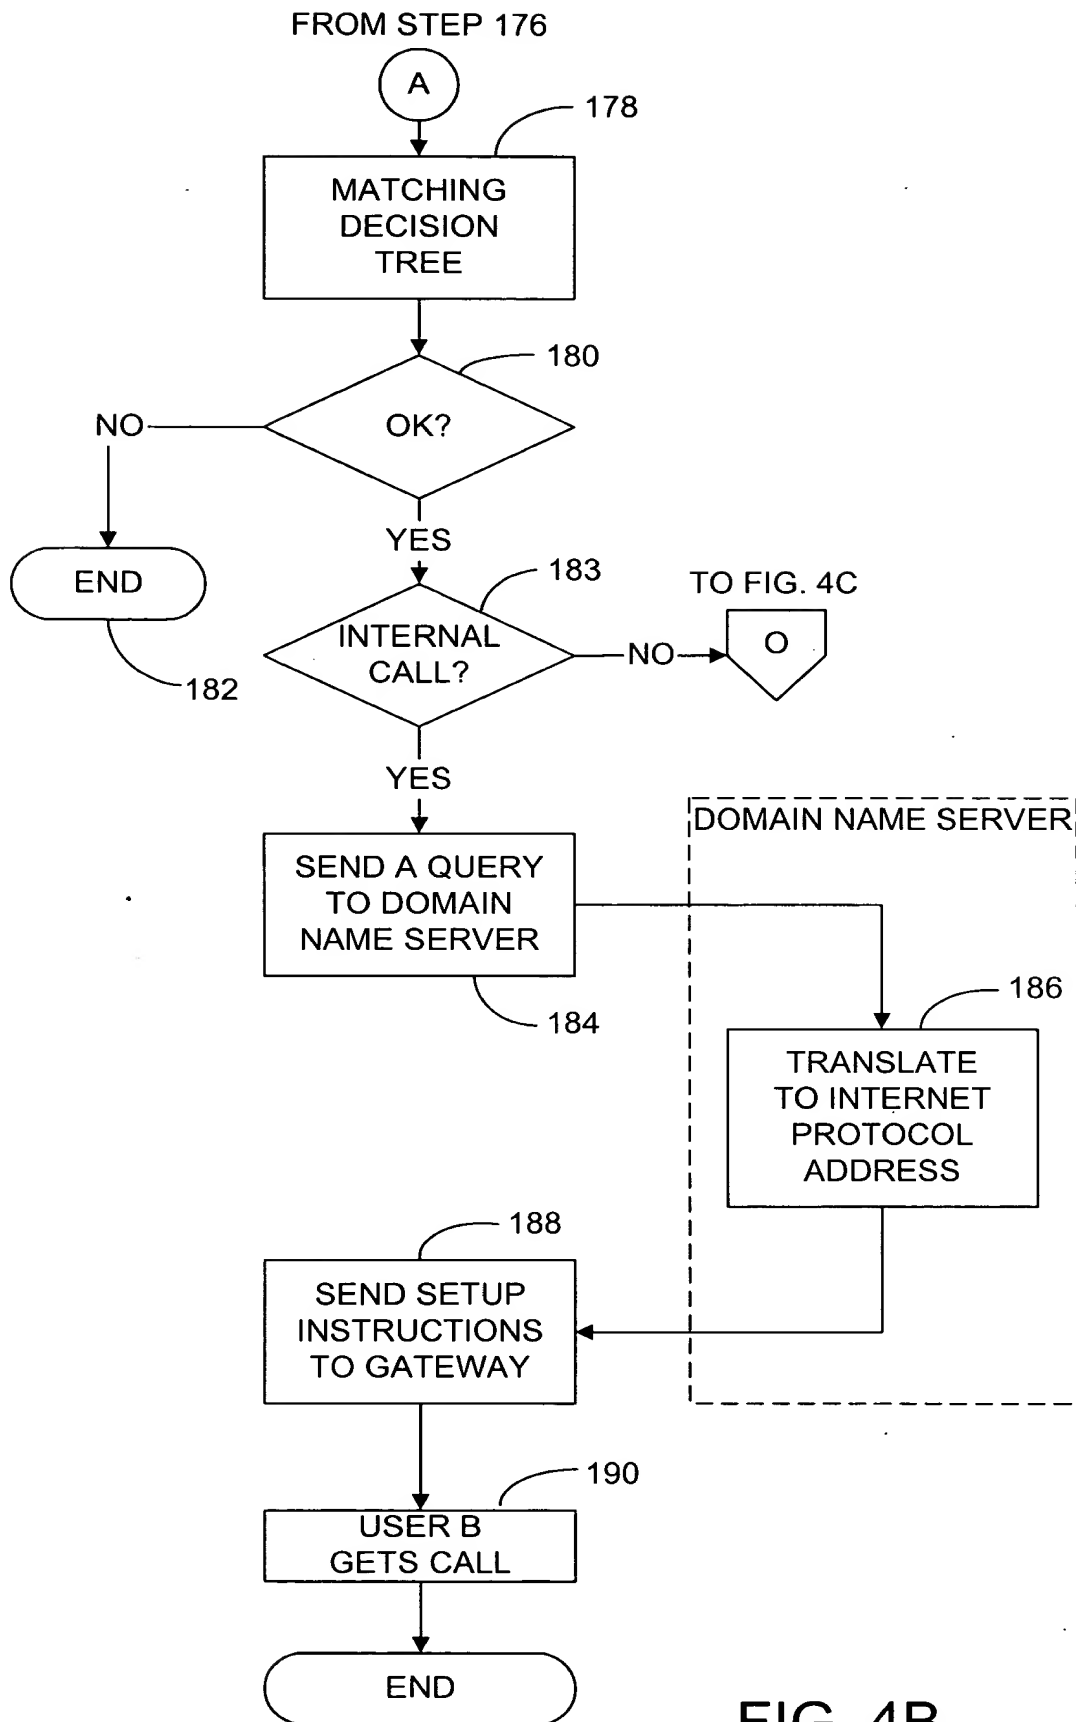 FROM STEP 176
A
178
MATCHING
DECISION
TREE
180
OK?
NO
YES
END
182
183
INTERNAL
CALL?
NO
TO FIG. 4C
O
YES
DOMAIN NAME SERVER
SEND A QUERY
TO DOMAIN
NAME SERVER
184
186
TRANSLATE
TO INTERNET
PROTOCOL
ADDRESS
188
SEND SETUP
INSTRUCTIONS
TO GATEWAY
190
USER B
GETS CALL
END
FIG. 4B